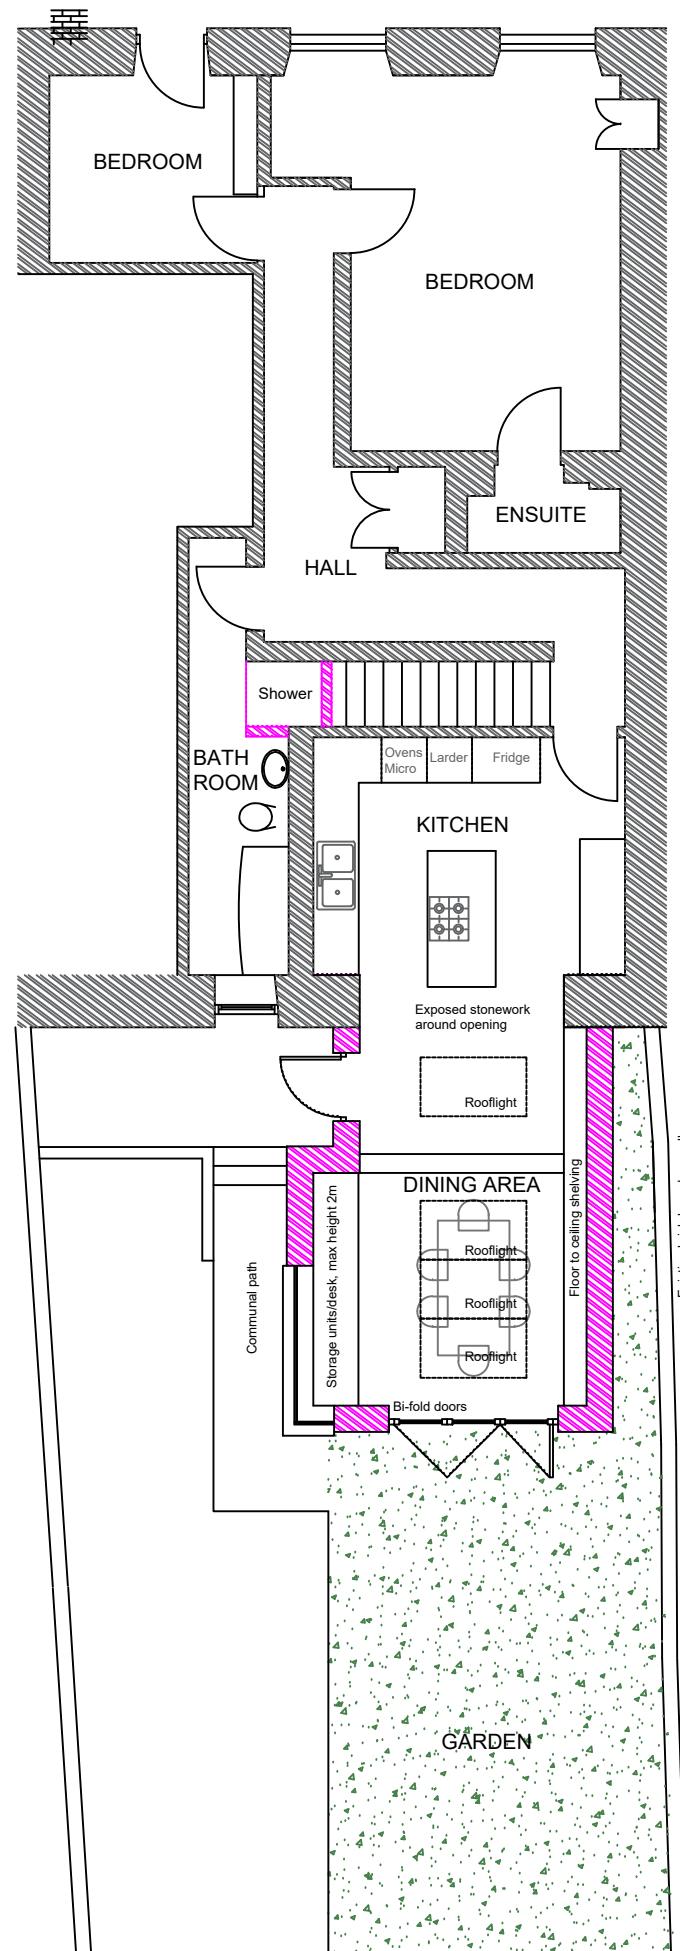 BEDROOM
BEDROOM
ENSUITE
HALL
Shower
BATH
ROOM
Ovens
Micro
Larder
Fridge
KITCHEN
Exposed stonework
around opening
Rooflight
DINING AREA
Rooflight
Rooflight
Rooflight
Floor to ceiling shelving
Storage units/desk, max height 2m
Communal path
Bi-fold doors
GARDEN